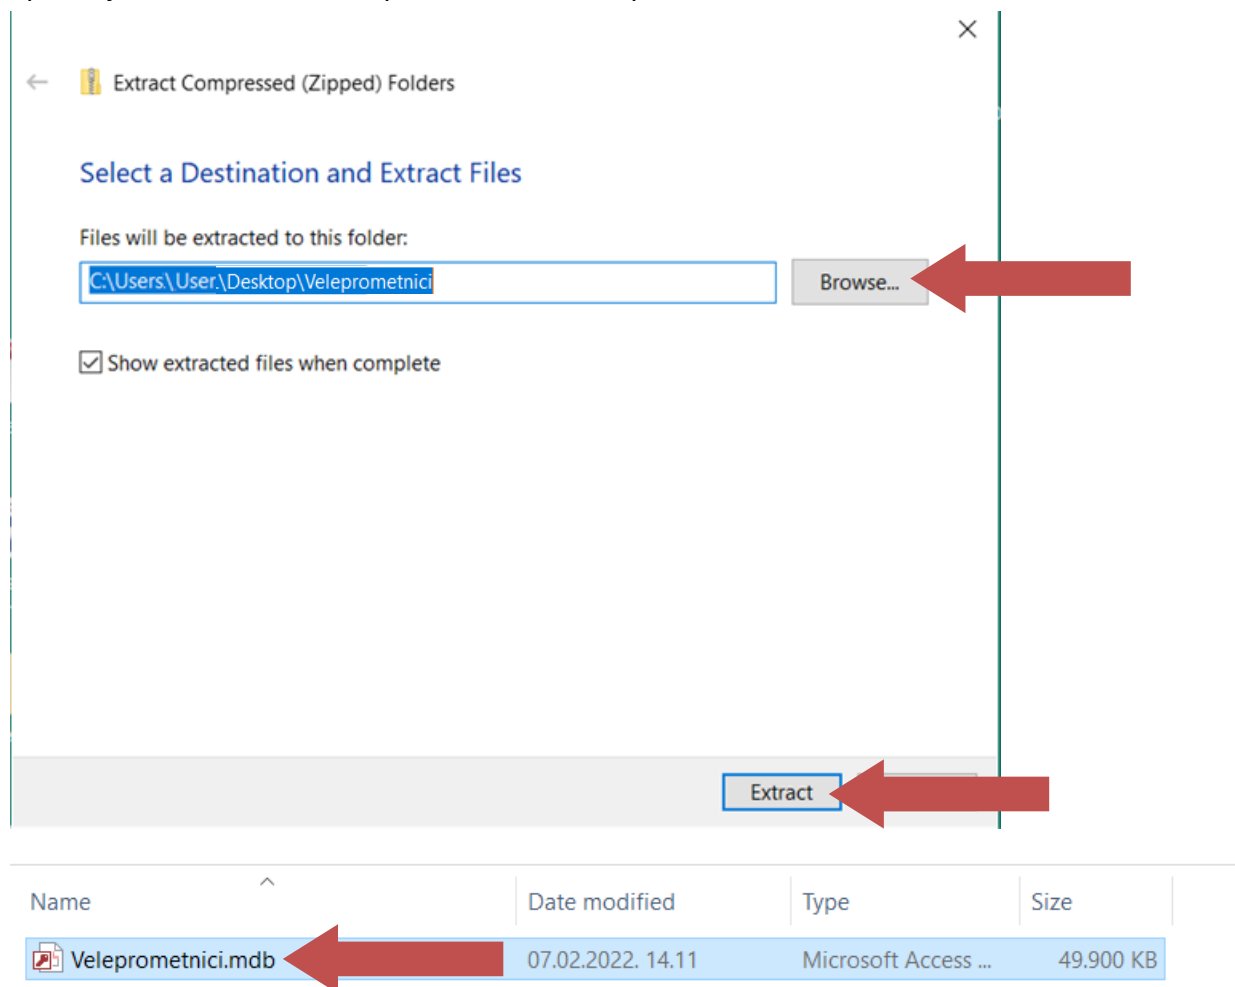 Extract Compressed (Zipped) Folders
Select a Destination and Extract Files
Files will be extracted to this folder:
C:\Users.\User.\Desktop\Veleprometnici
Browse...
Show extracted files when complete
Extract
Name Date modified Type Size
Veleprometnici.mdb 07.02.2022. 14.11 Microsoft Access ... 49.900 KB